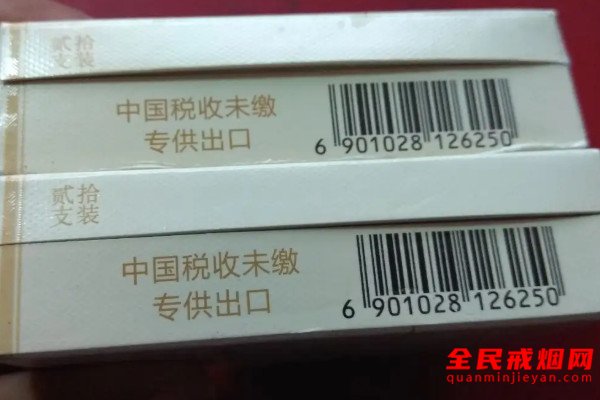 贰拾
支装
中国税收未缴
专供出口
6 901028 126250
贰拾
支装
中国税收未缴
专供出口
6 901028 126250
全民戒烟网
quanminjieyan.com